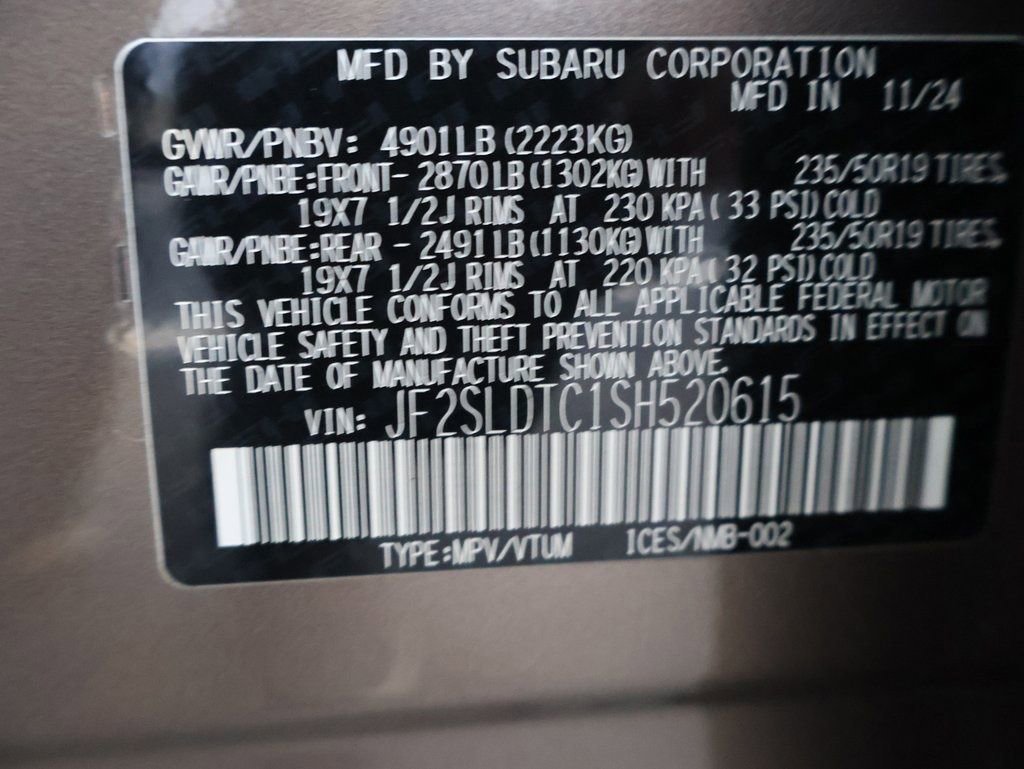 MFD BY SUBARU CORPORATION
MFD IN 11/24
GVWR/PNBV: 4901LB (2223KG)
GAWR/PNBE:FRONT- 2870LB(1302KG)WITH 235/50R19 TIRES,
19X7 1/2J RIMS AT 230 KPA( 33 PSI)COLD
GAWR/PNBE:REAR - 2491LB(1130KG)WITH 235/50R19 TIRES,
19X7 1/2J RIMS AT 220 KPA( 32 PSI)COLD
THIS VEHICLE CONFORMS TO ALL APPLICABLE FEDERAL MOTOR
VEHICLE SAFETY AND THEFT PREVENTION STANDARDS IN EFFECT ON
THE DATE OF MANUFACTURE SHOWN ABOVE.
VIN: JF2SLDTC1SH520615
TYPE:MPV/VTUM ICES/NMB-002